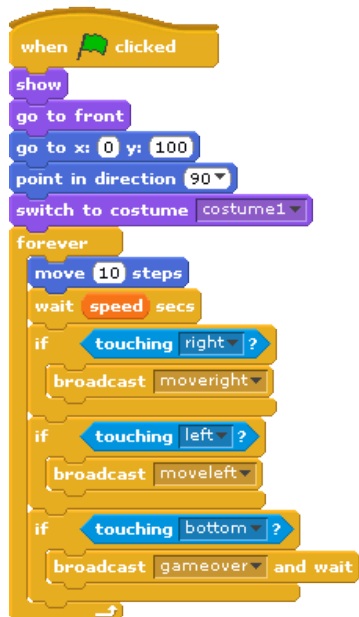 when clicked
show
go to front
go to x: 0 y: 100
point in direction 90
switch to costume costume1
forever
move 10 steps
wait speed secs
if touching right ?
broadcast moveright
if touching left ?
broadcast moveleft
if touching bottom ?
broadcast gameover and wait